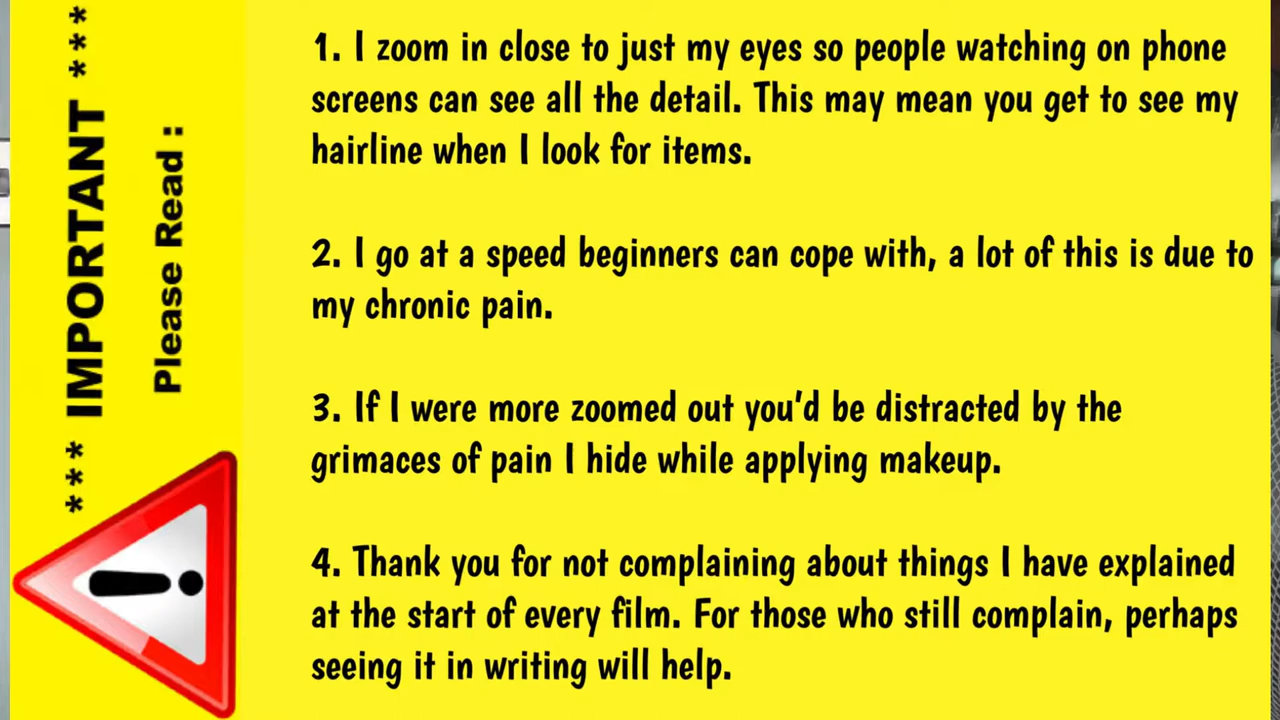 *** IMPORTANT ***
Please Read :
1. I zoom in close to just my eyes so people watching on phone
screens can see all the detail. This may mean you get to see my
hairline when I look for items.
2. I go at a speed beginners can cope with, a lot of this is due to
my chronic pain.
3. If I were more zoomed out you'd be distracted by the
grimaces of pain I hide while applying makeup.
4. Thank you for not complaining about things I have explained
at the start of every film. For those who still complain, perhaps
seeing it in writing will help.